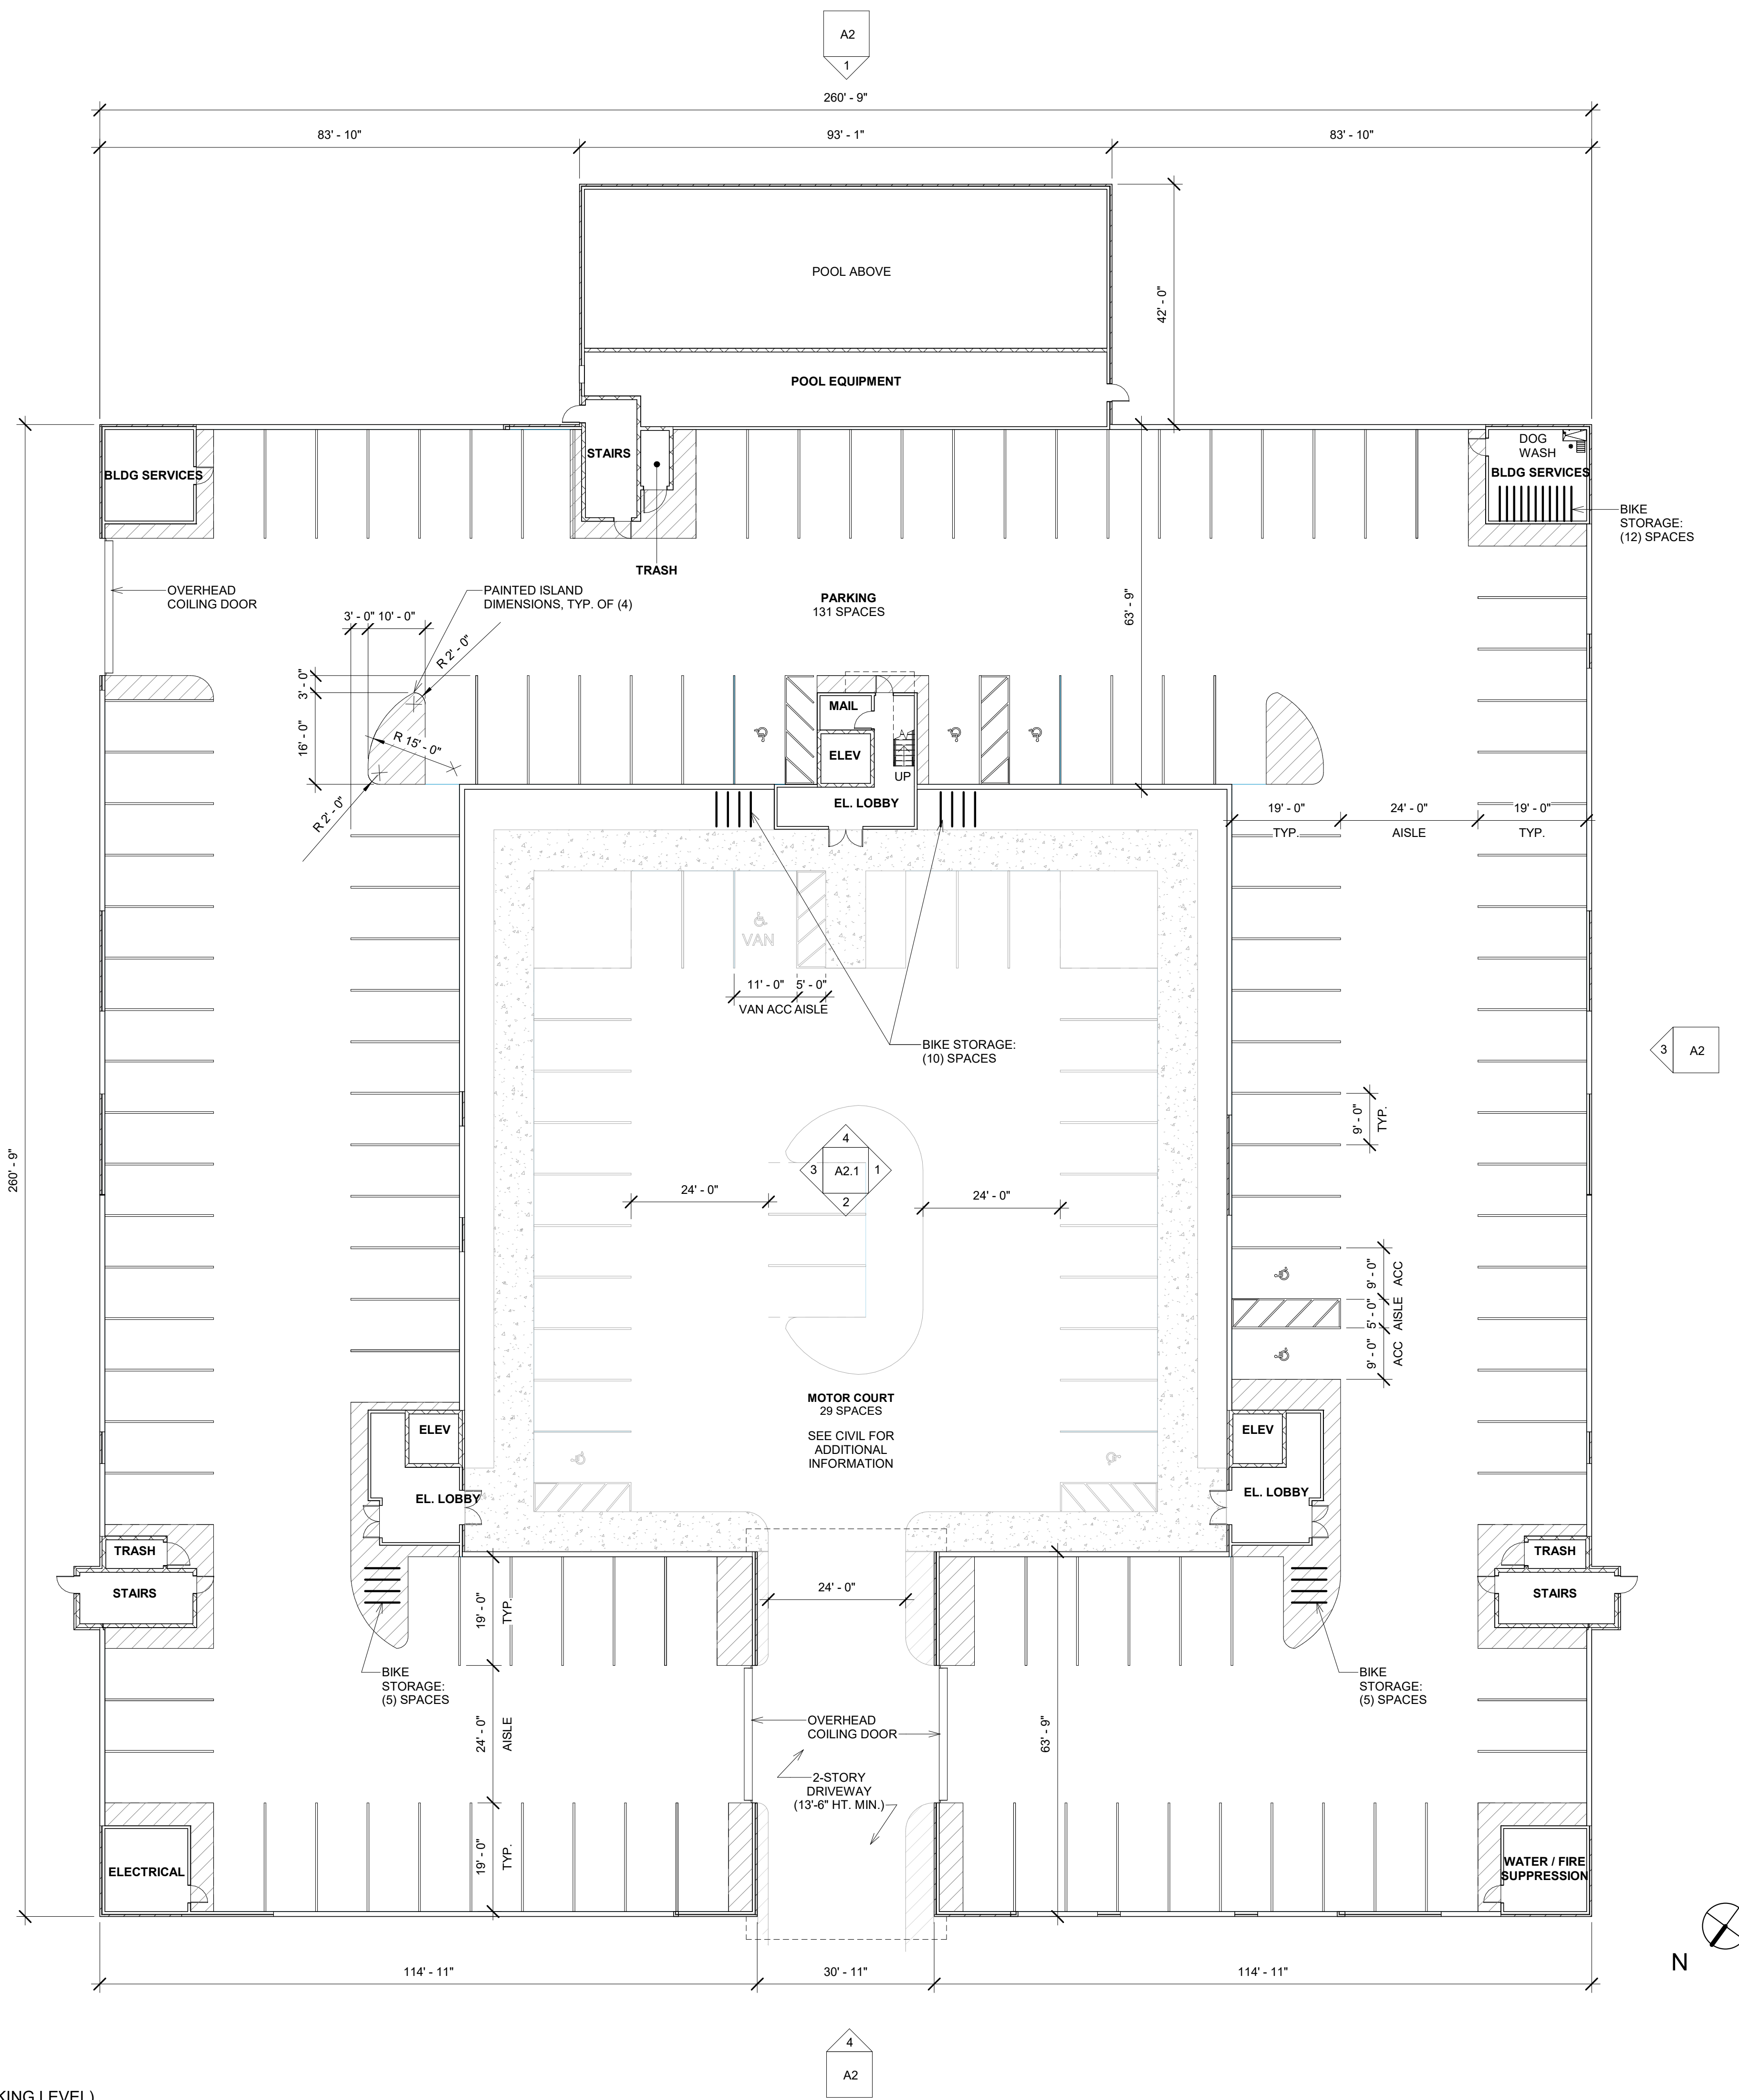 A2
1
260' - 9"
83' - 10"
93' - 1"
83' - 10"
POOL ABOVE
42' - 0"
POOL EQUIPMENT
STAIRS
BLDG SERVICES
DOG
WASH
BLDG SERVICES
BIKE
STORAGE:
(12) SPACES
TRASH
OVERHEAD
COILING DOOR
PAINTED ISLAND
DIMENSIONS, TYP. OF (4)
PARKING
131 SPACES
63' - 9"
3' - 0" 10' - 0"
R 2' - 0"
3' - 0"
16' - 0"
R 15' - 0"
R 2' - 0"
MAIL
ELEV
UP
EL. LOBBY
19' - 0"
TYP.
24' - 0"
AISLE
19' - 0"
TYP.
VAN
11' - 0" 5' - 0"
VAN ACC AISLE
BIKE STORAGE:
(10) SPACES
3 A2
9' - 0"
TYP.
260' - 9"
4
3 A2.1 1
2
24' - 0"
24' - 0"
9' - 0" ACC
5' - 0" AISLE
9' - 0" ACC
MOTOR COURT
29 SPACES
SEE CIVIL FOR
ADDITIONAL
INFORMATION
ELEV
EL. LOBBY
ELEV
EL. LOBBY
TRASH
STAIRS
TRASH
STAIRS
19' - 0"
TYP.
24' - 0"
BIKE
STORAGE:
(5) SPACES
BIKE
STORAGE:
(5) SPACES
24' - 0"
AISLE
OVERHEAD
COILING DOOR
63' - 9"
2-STORY
DRIVEWAY
(13'-6" HT. MIN.)
19' - 0"
TYP.
ELECTRICAL
WATER / FIRE
SUPPRESSION
N
114' - 11"
30' - 11"
114' - 11"
4
A2
KING LEVEL)